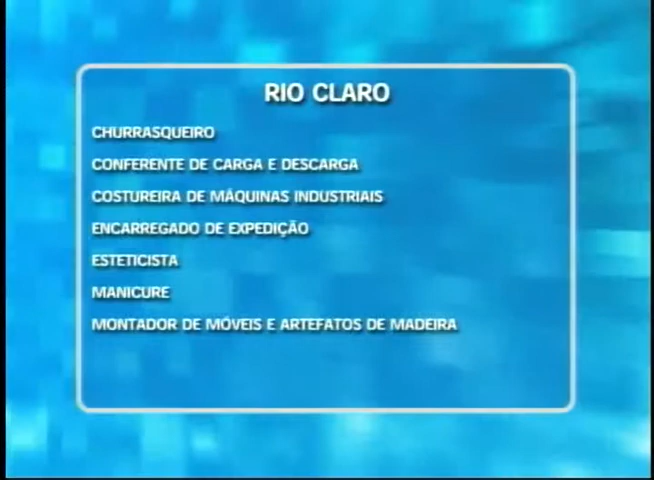 RIO CLARO
CHURRASQUEIRO
CONFERENTE DE CARGA E DESCARGA
COSTUREIRA DE MÁQUINAS INDUSTRIAIS
ENCARREGADO DE EXPEDIÇÃO
ESTETICISTA
MANICURE
MONTADOR DE MÓVEIS E ARTEFATOS DE MADEIRA